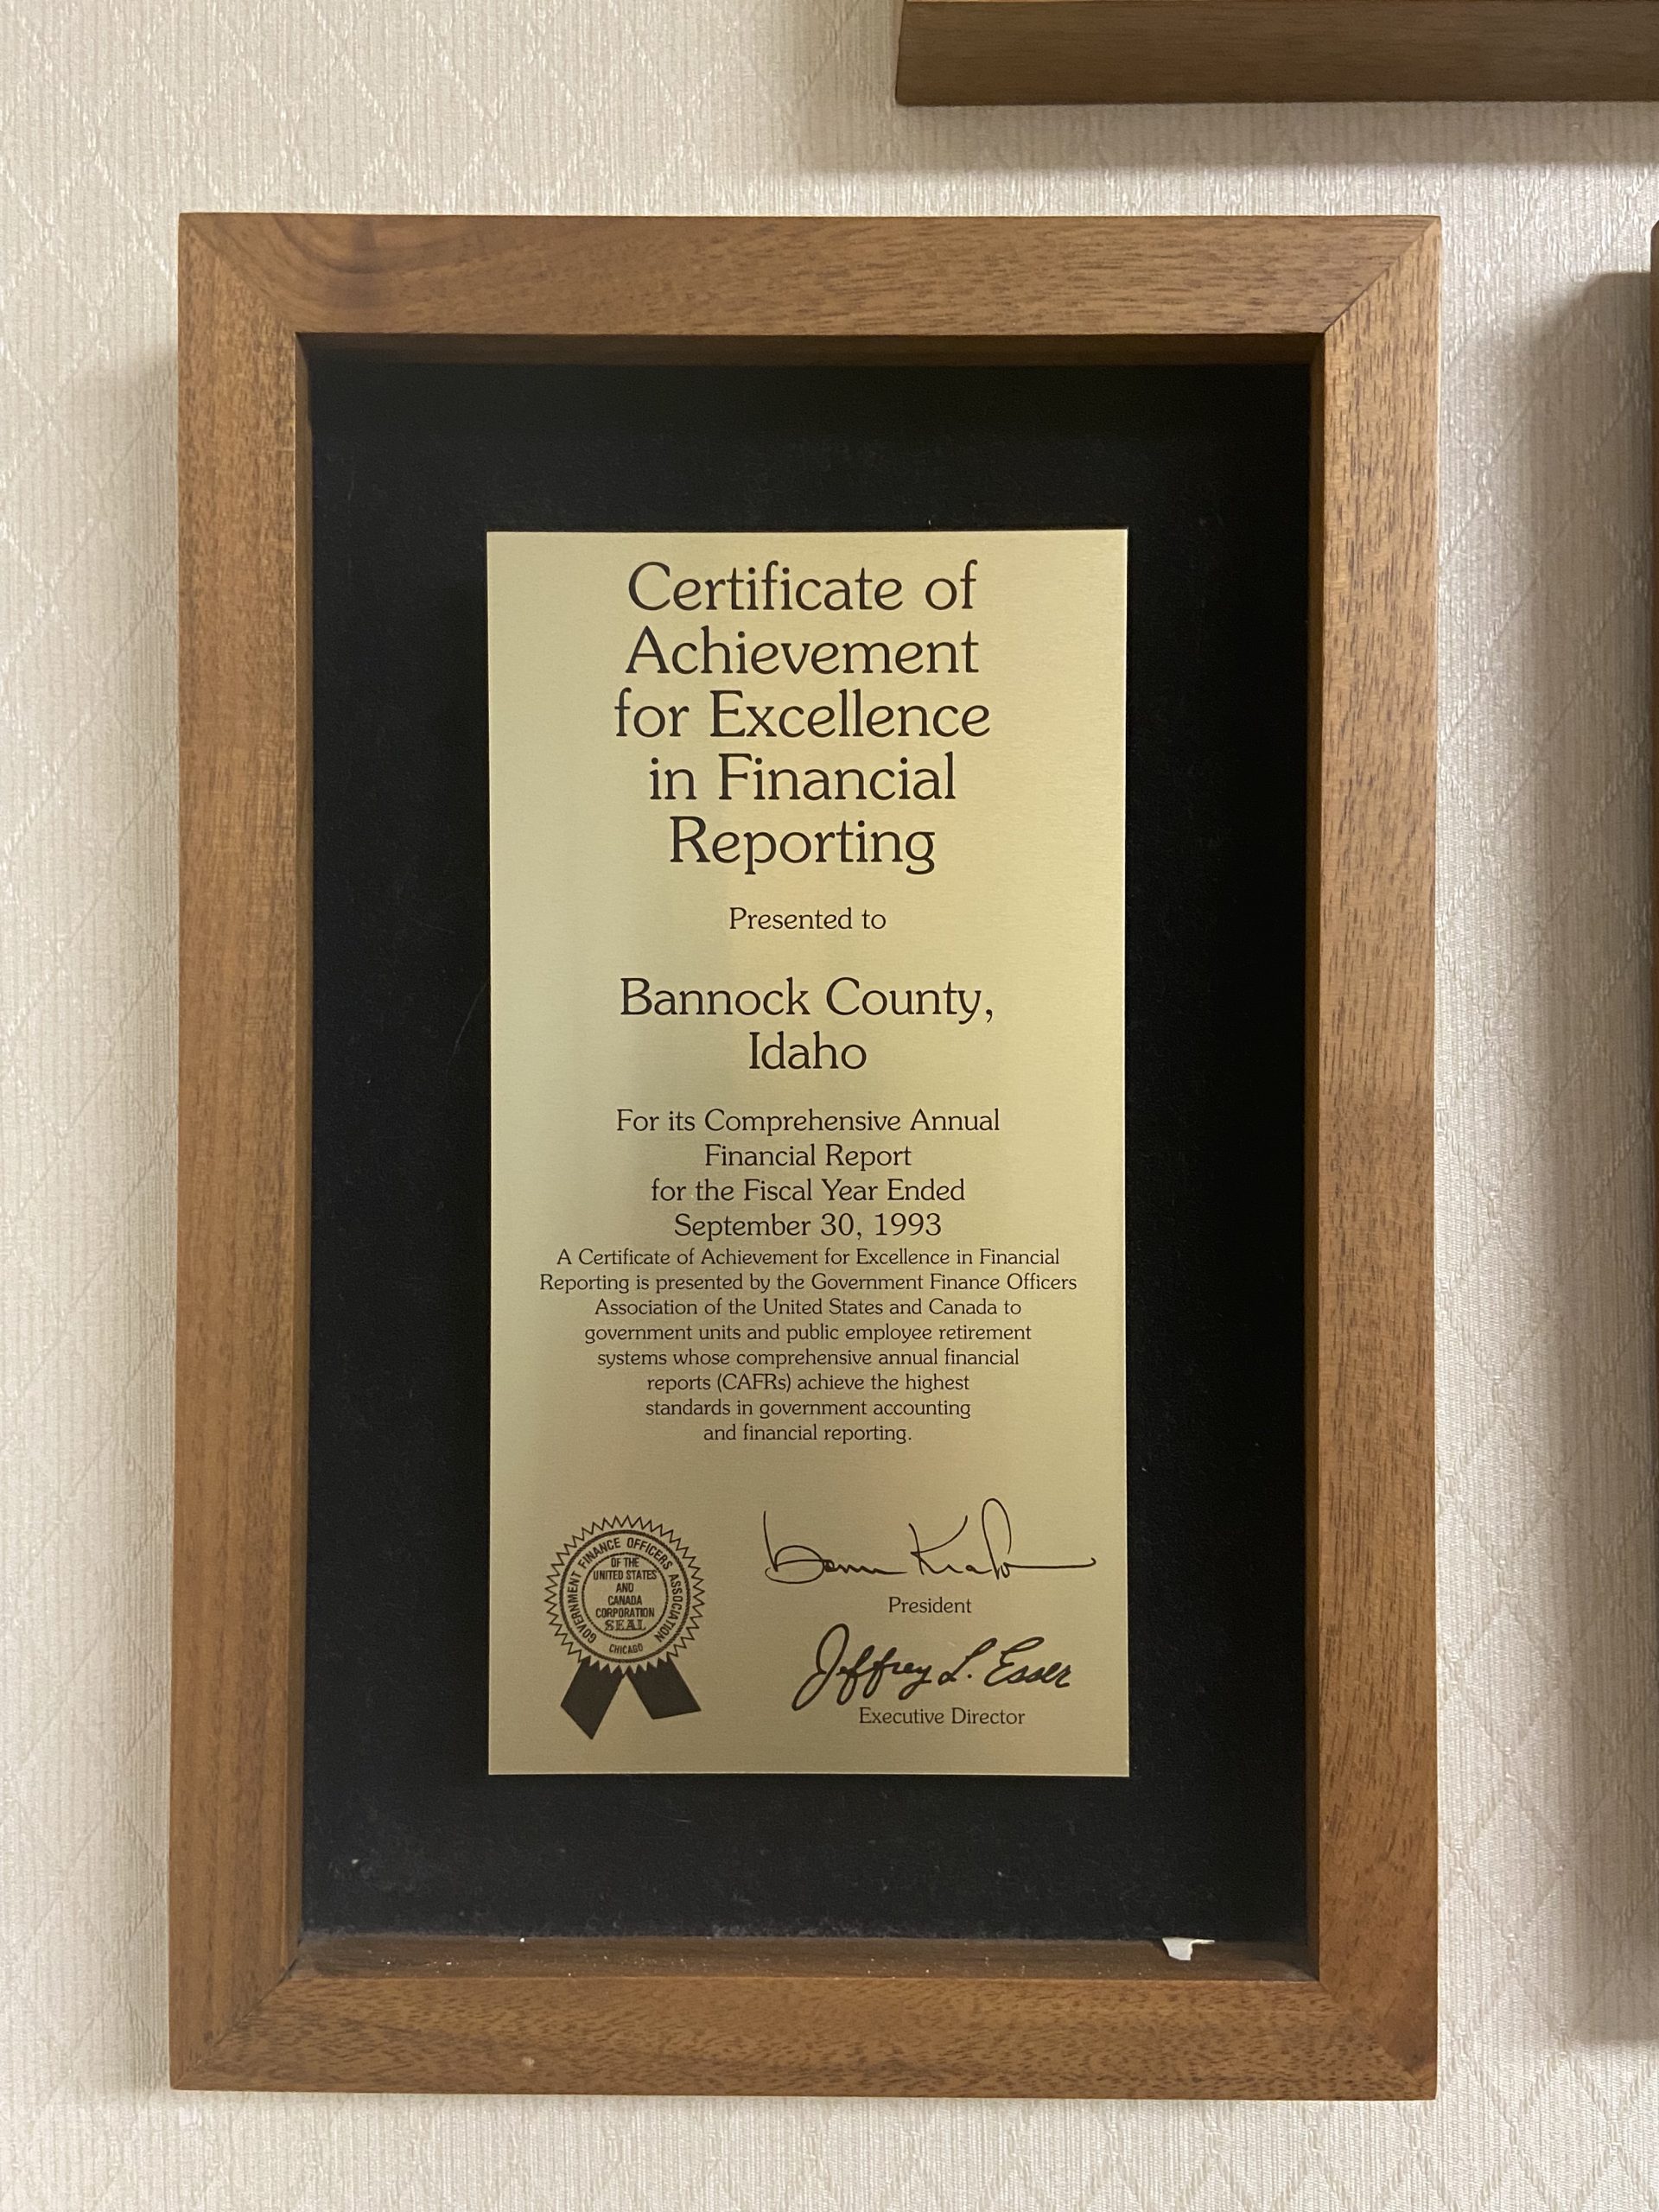 Certificate of
Achievement
for Excellence
in Financial
Reporting
Presented to
Bannock County,
Idaho
For its Comprehensive Annual
Financial Report
for the Fiscal Year Ended
September 30, 1993
A Certificate of Achievement for Excellence in Financial
Reporting is presented by the Government Finance Officers
Association of the United States and Canada to
government units and public employee retirement
systems whose comprehensive annual financial
reports (CAFRs) achieve the highest
standards in government accounting
and financial reporting.
GOVERNMENT FINANCE OFFICERS ASSOCIATION
OF THE
UNITED STATES
AND
CANADA
CORPORATION
SEAL
CHICAGO
President
Jeffrey L. Esser
Executive Director